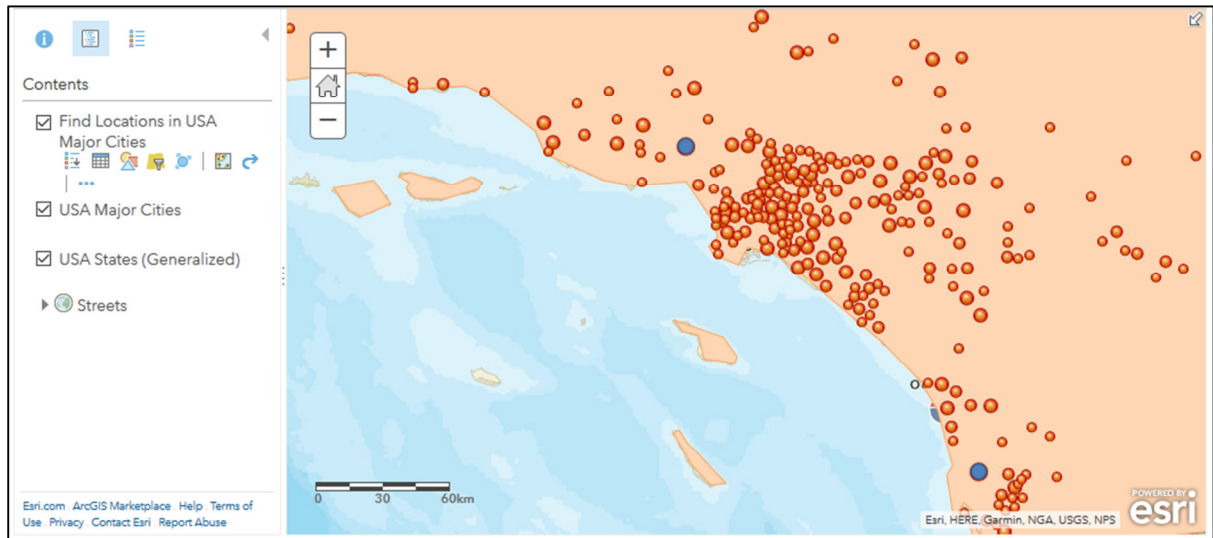 Contents
Find Locations in USA
Major Cities
USA Major Cities
USA States (Generalized)
Streets
Esri.com . ArcGIS Marketplace . Help . Terms of
Use . Privacy . Contact Esri . Report Abuse
+
−
0 30 60km
Esri, HERE, Garmin, NGA, USGS, NPS
POWERED BY
esri